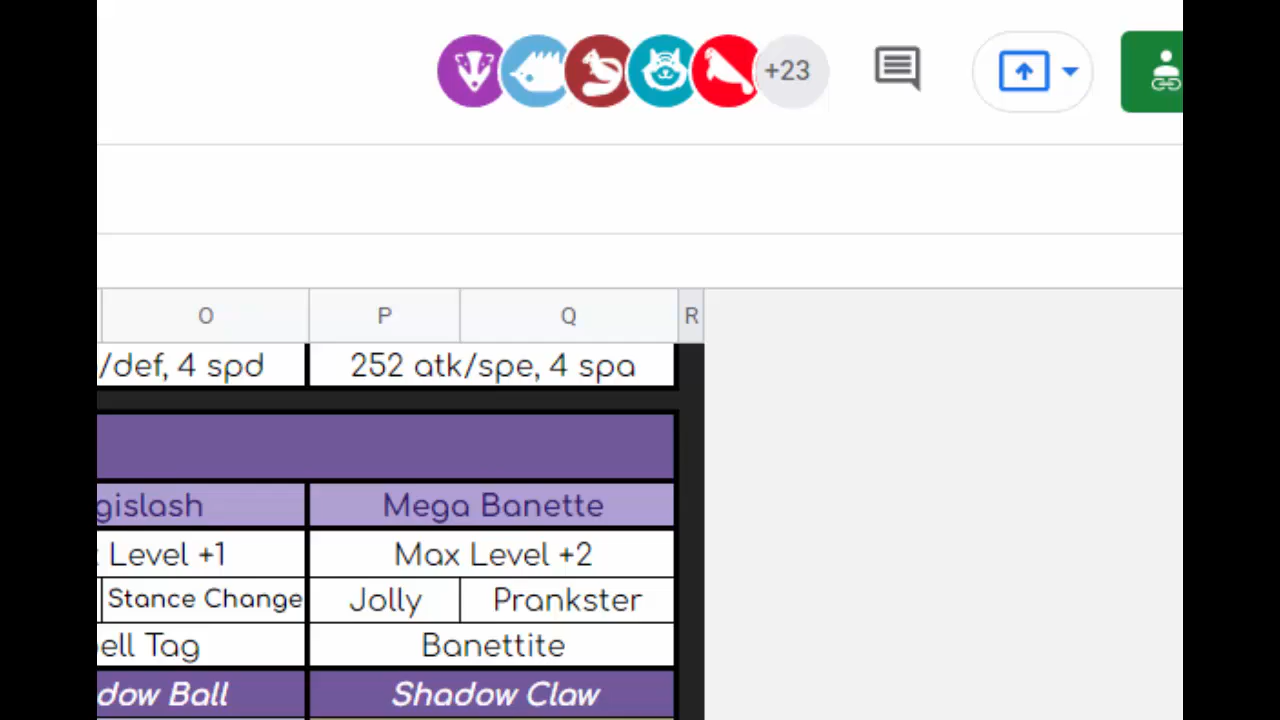 +23
O P Q R
/def, 4 spd 252 atk/spe, 4 spa
gislash Mega Banette
Level +1 Max Level +2
Stance Change Jolly Prankster
ell Tag Banettite
dow Ball Shadow Claw